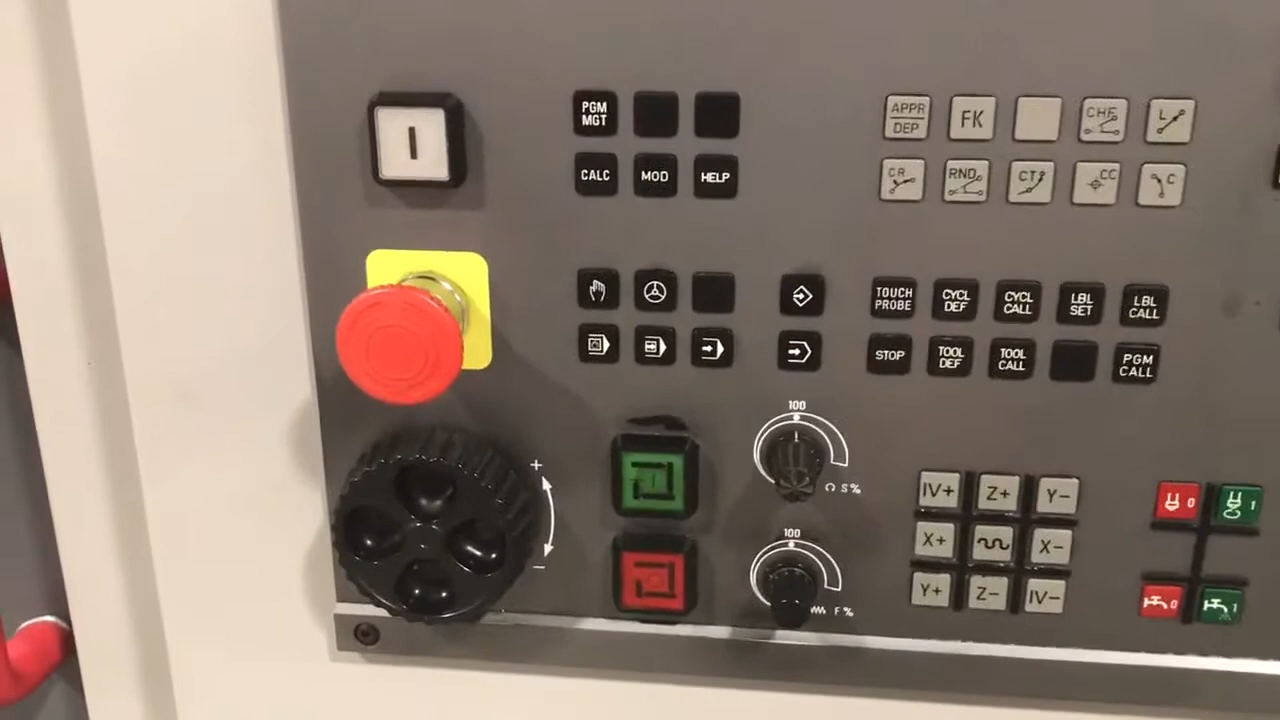 I
PGM
MGT
CALC
MOD
HELP
APPR
DEP
FK
CHF
L
CR
RND
CT
CC
C
TOUCH
PROBE
CYCL
DEF
CYCL
CALL
LBL
SET
LBL
CALL
STOP
TOOL
DEF
TOOL
CALL
PGM
CALL
+
−
100
S %
100
F %
IV+
Z+
Y−
X+
X−
Y+
Z−
IV−
0
1
0
1